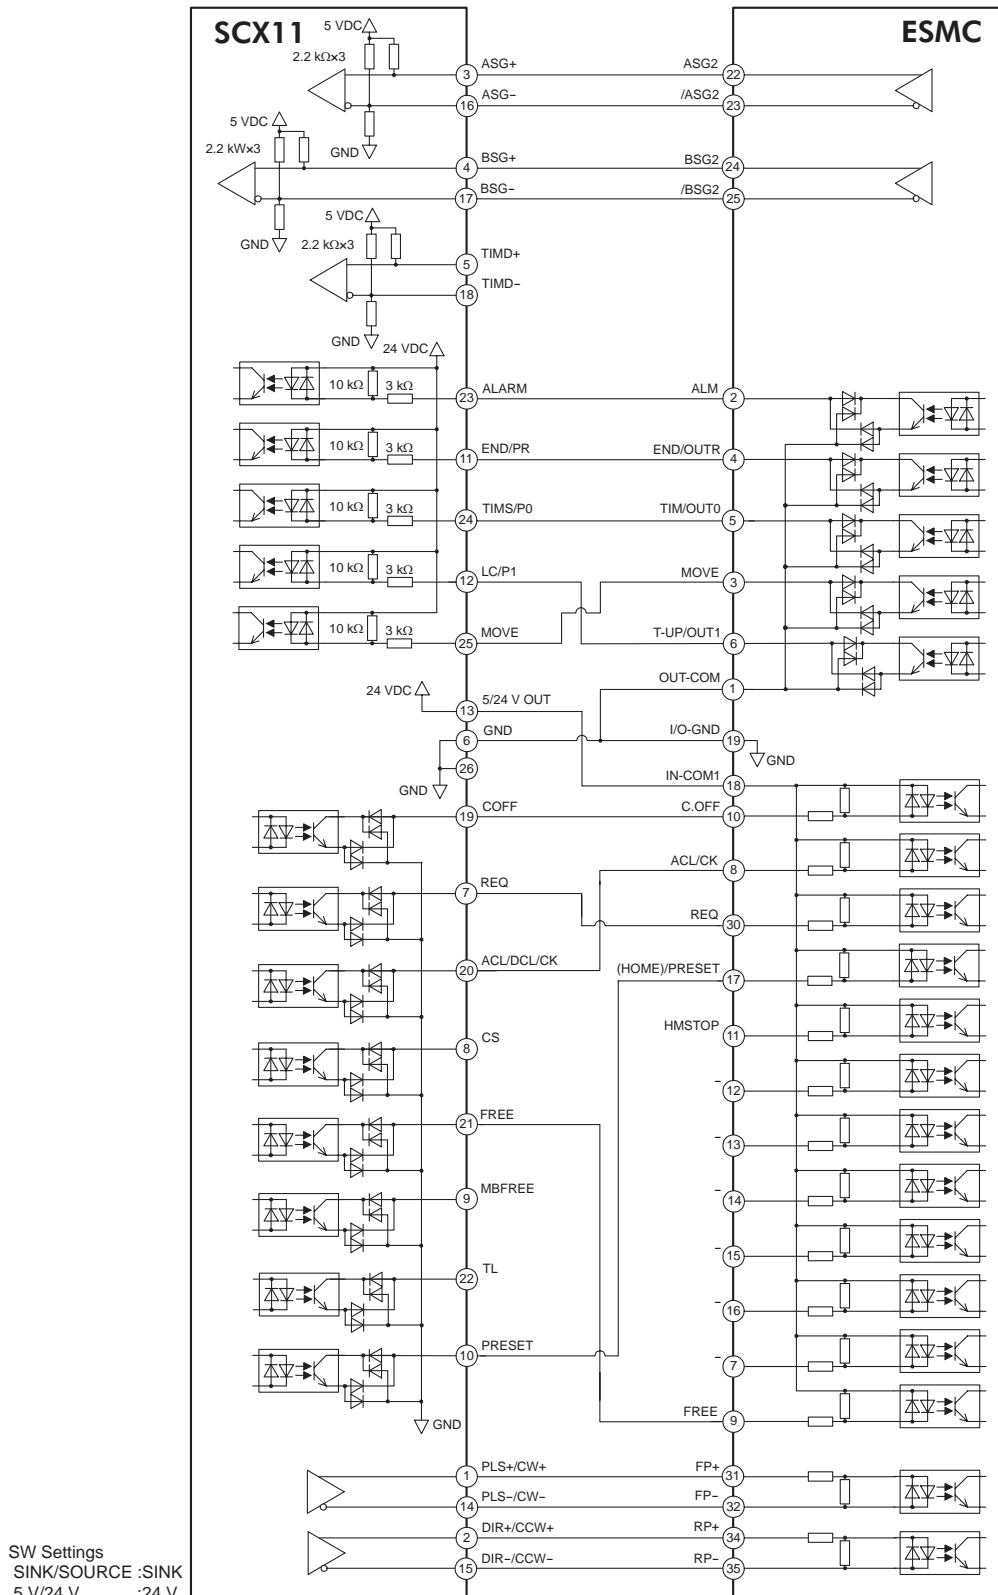 SCX11
ESMC
5 VDC
2.2 kΩ×3
3
ASG+
ASG2
22
16
ASG−
/ASG2
23
GND
5 VDC
2.2 kW×3
4
BSG+
BSG2
24
17
BSG−
/BSG2
25
GND
5 VDC
2.2 kΩ×3
5
TIMD+
18
TIMD−
GND
24 VDC
10 kΩ
3 kΩ
23
ALARM
ALM
2
10 kΩ
3 kΩ
11
END/PR
END/OUTR
4
10 kΩ
3 kΩ
24
TIMS/P0
TIM/OUT0
5
10 kΩ
3 kΩ
12
LC/P1
MOVE
3
10 kΩ
3 kΩ
25
MOVE
T-UP/OUT1
6
OUT-COM
1
24 VDC
13
5/24 V OUT
6
GND
I/O-GND
19
GND
26
GND
IN-COM1
18
19
COFF
C.OFF
10
ACL/CK
8
7
REQ
REQ
30
20
ACL/DCL/CK
(HOME)/PRESET
17
HMSTOP
11
8
CS
−
12
21
FREE
−
13
9
MBFREE
−
14
−
15
22
TL
−
16
10
PRESET
−
7
FREE
9
GND
1
PLS+/CW+
FP+
31
14
PLS−/CW−
FP−
32
2
DIR+/CCW+
RP+
34
15
DIR−/CCW−
RP−
35
SW Settings
SINK/SOURCE :SINK
5 V/24 V :24 V